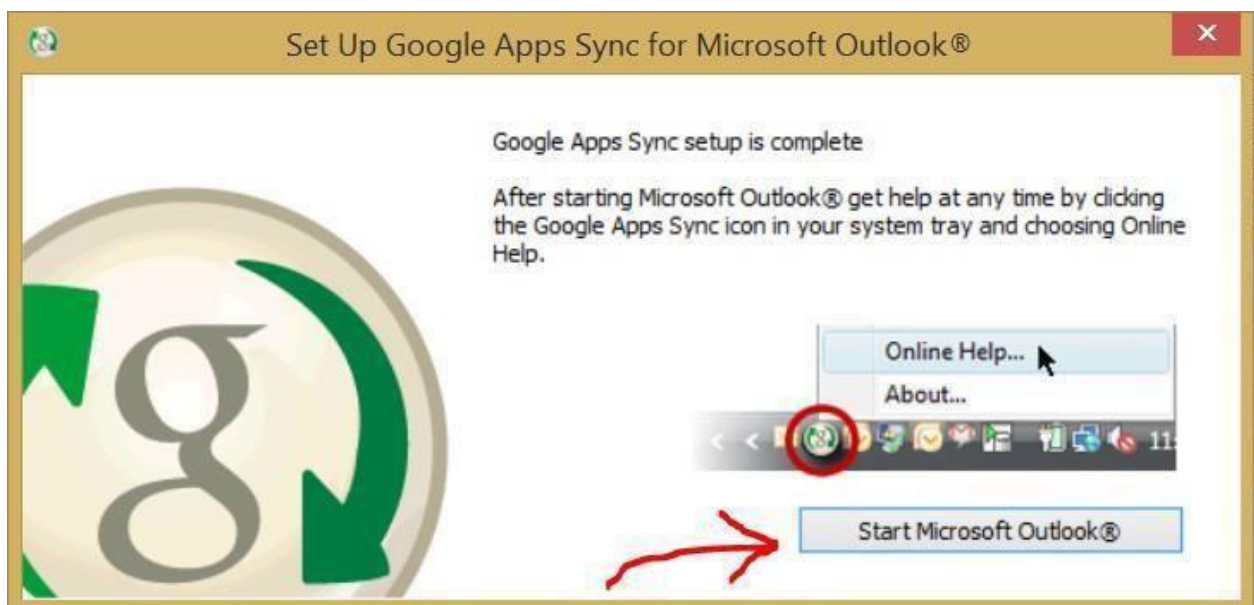 Set Up Google Apps Sync for Microsoft Outlook®
Google Apps Sync setup is complete
After starting Microsoft Outlook® get help at any time by clicking
the Google Apps Sync icon in your system tray and choosing Online
Help.
g
Online Help...
About...
11:
Start Microsoft Outlook®